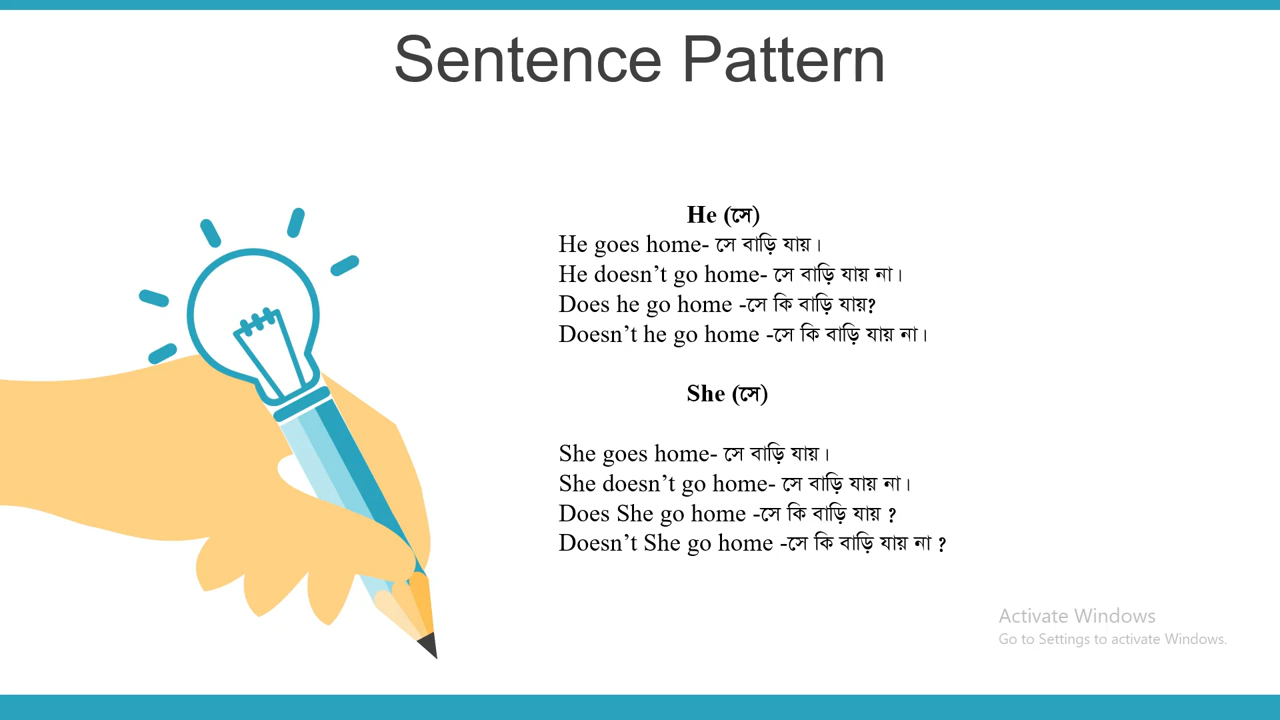 Sentence Pattern
He (সে)
He goes home- সে বাড়ি যায়।
He doesn’t go home- সে বাড়ি যায় না।
Does he go home -সে কি বাড়ি যায়?
Doesn’t he go home -সে কি বাড়ি যায় না।
She (সে)
She goes home- সে বাড়ি যায়।
She doesn’t go home- সে বাড়ি যায় না।
Does She go home -সে কি বাড়ি যায় ?
Doesn’t She go home -সে কি বাড়ি যায় না ?
Activate Windows
Go to Settings to activate Windows.